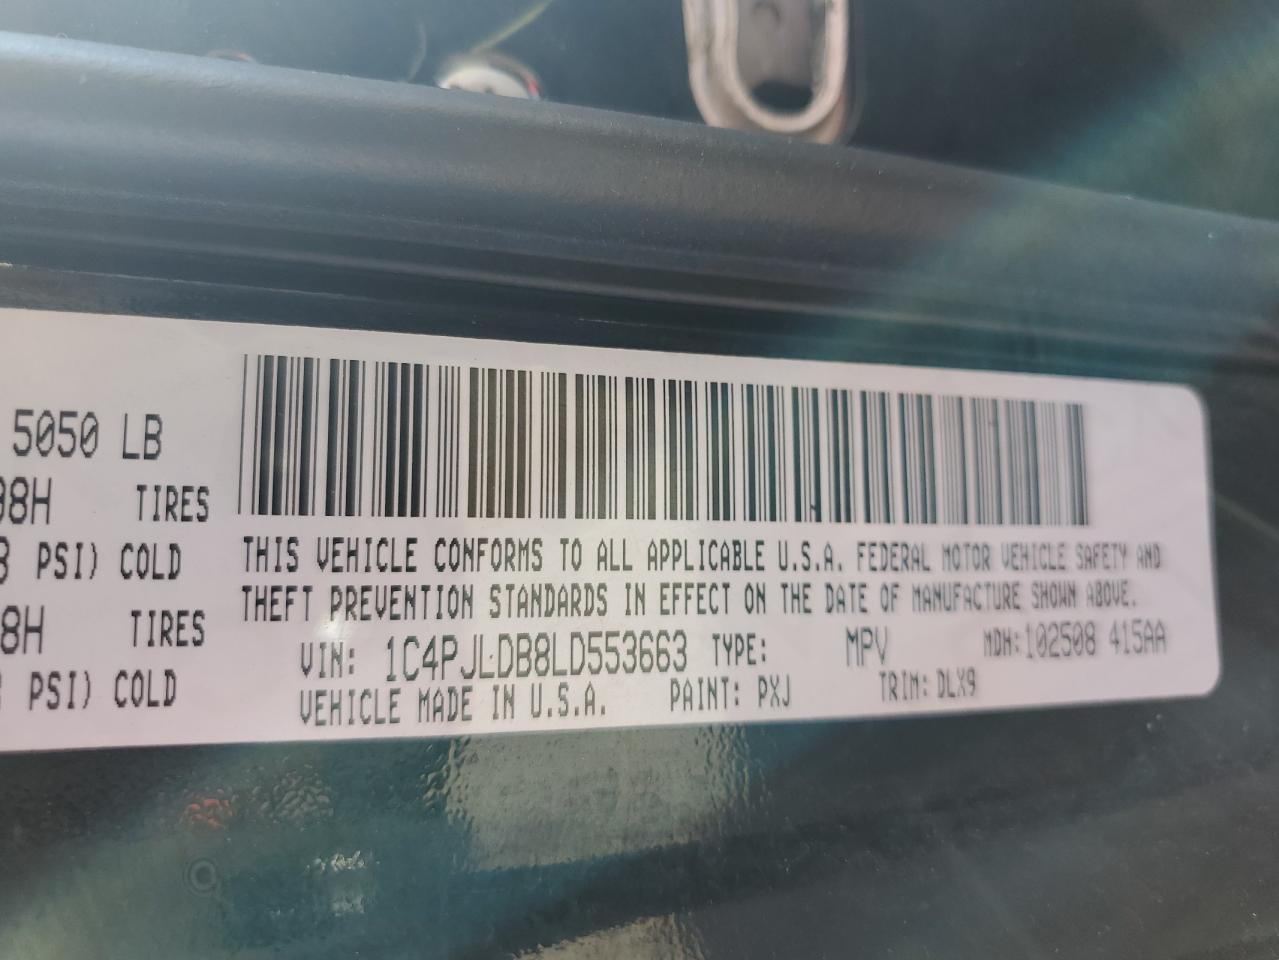 5050 LB
98H TIRES
PSI) COLD
8H TIRES
PSI) COLD
THIS VEHICLE CONFORMS TO ALL APPLICABLE U.S.A. FEDERAL MOTOR VEHICLE SAFETY AND
THEFT PREVENTION STANDARDS IN EFFECT ON THE DATE OF MANUFACTURE SHOWN ABOVE.
VIN: 1C4PJLDB8LD553663 TYPE: MPV MDH: 102508 415AA
VEHICLE MADE IN U.S.A. PAINT: PXJ TRIM: DLX9